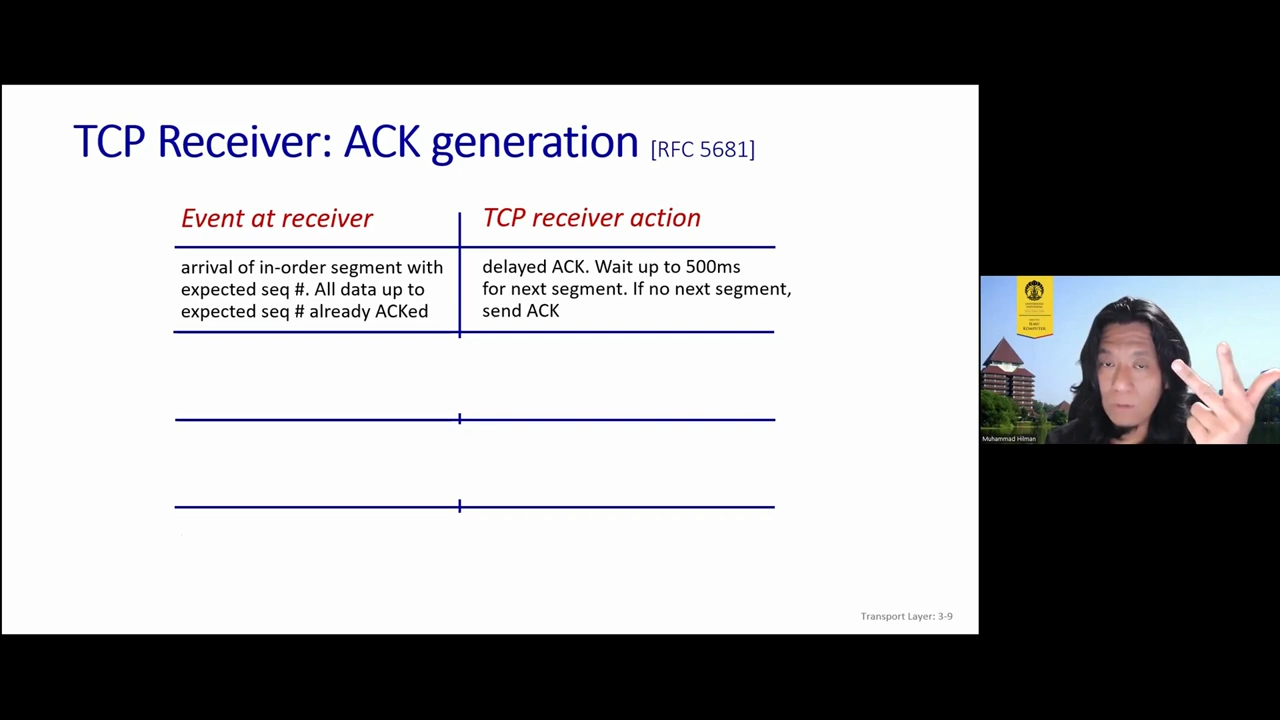 TCP Receiver: ACK generation [RFC 5681]
Event at receiver
TCP receiver action
arrival of in-order segment with
expected seq #. All data up to
expected seq # already ACKed
delayed ACK. Wait up to 500ms
for next segment. If no next segment,
send ACK
Transport Layer: 3-9
ILMU
KOMPUTER
Muhammad Hilman